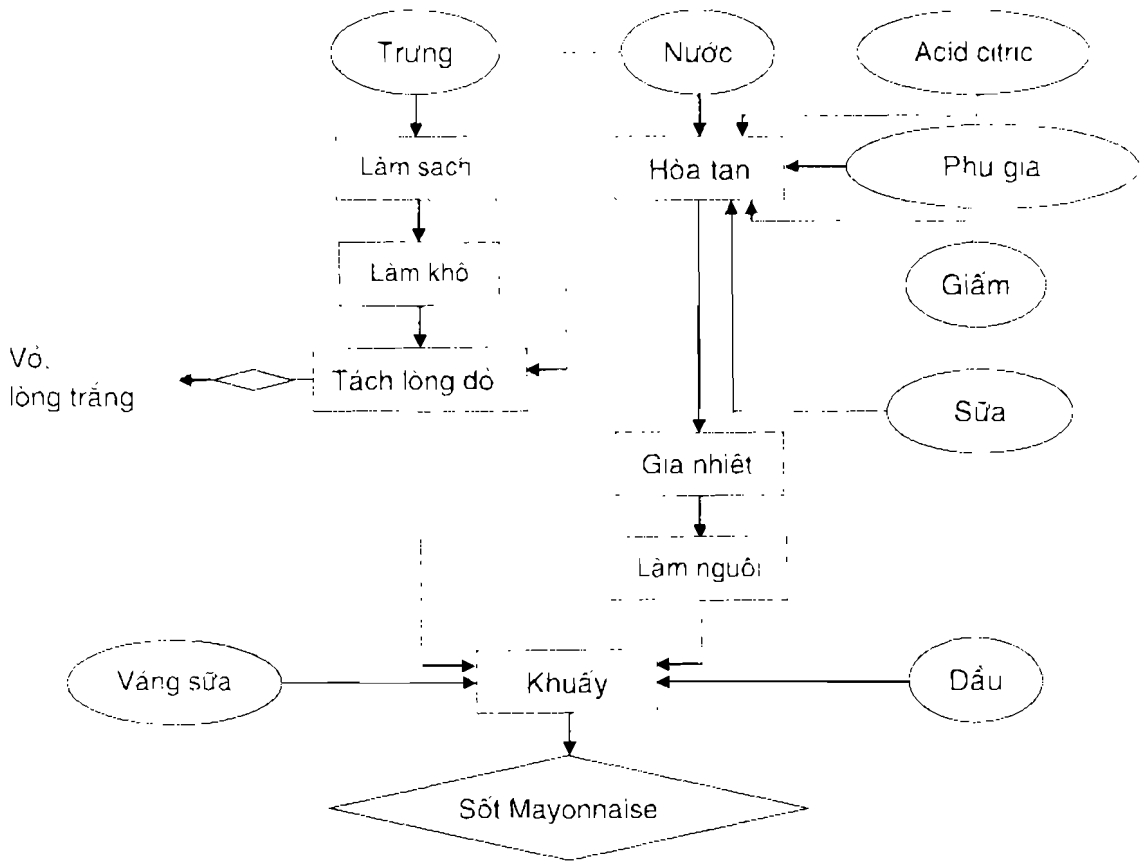 Trưng
Nước
Acid citric
Làm sach
Hòa tan
Phu gia
Làm khô
Giấm
Vỏ.
lòng trắng
Tách lòng dỏ
Sữa
Gia nhiêt
Làm nguôi
Váng sữa
Khuấy
Dầu
Sốt Mayonnaise